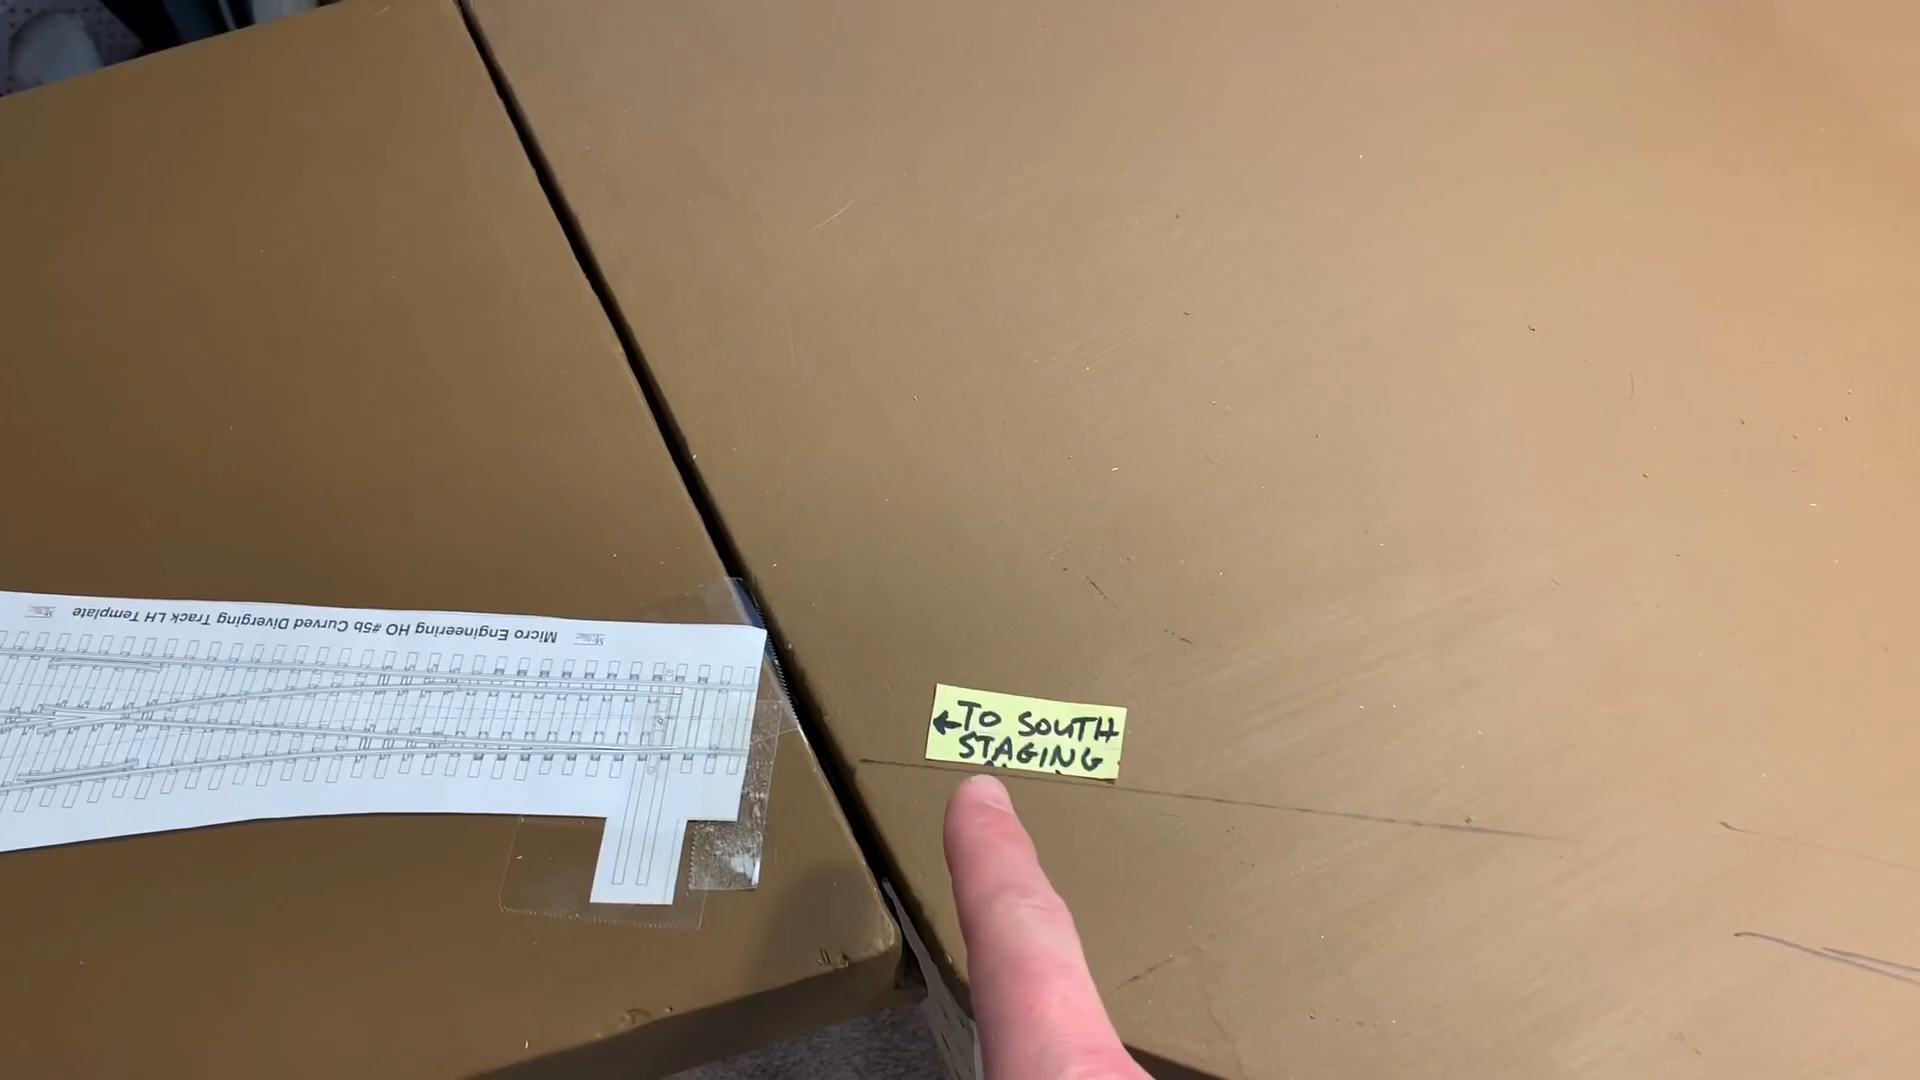 Micro Engineering HO #5b Curved Diverging Track LH Template
←TO SOUTH
STAGING